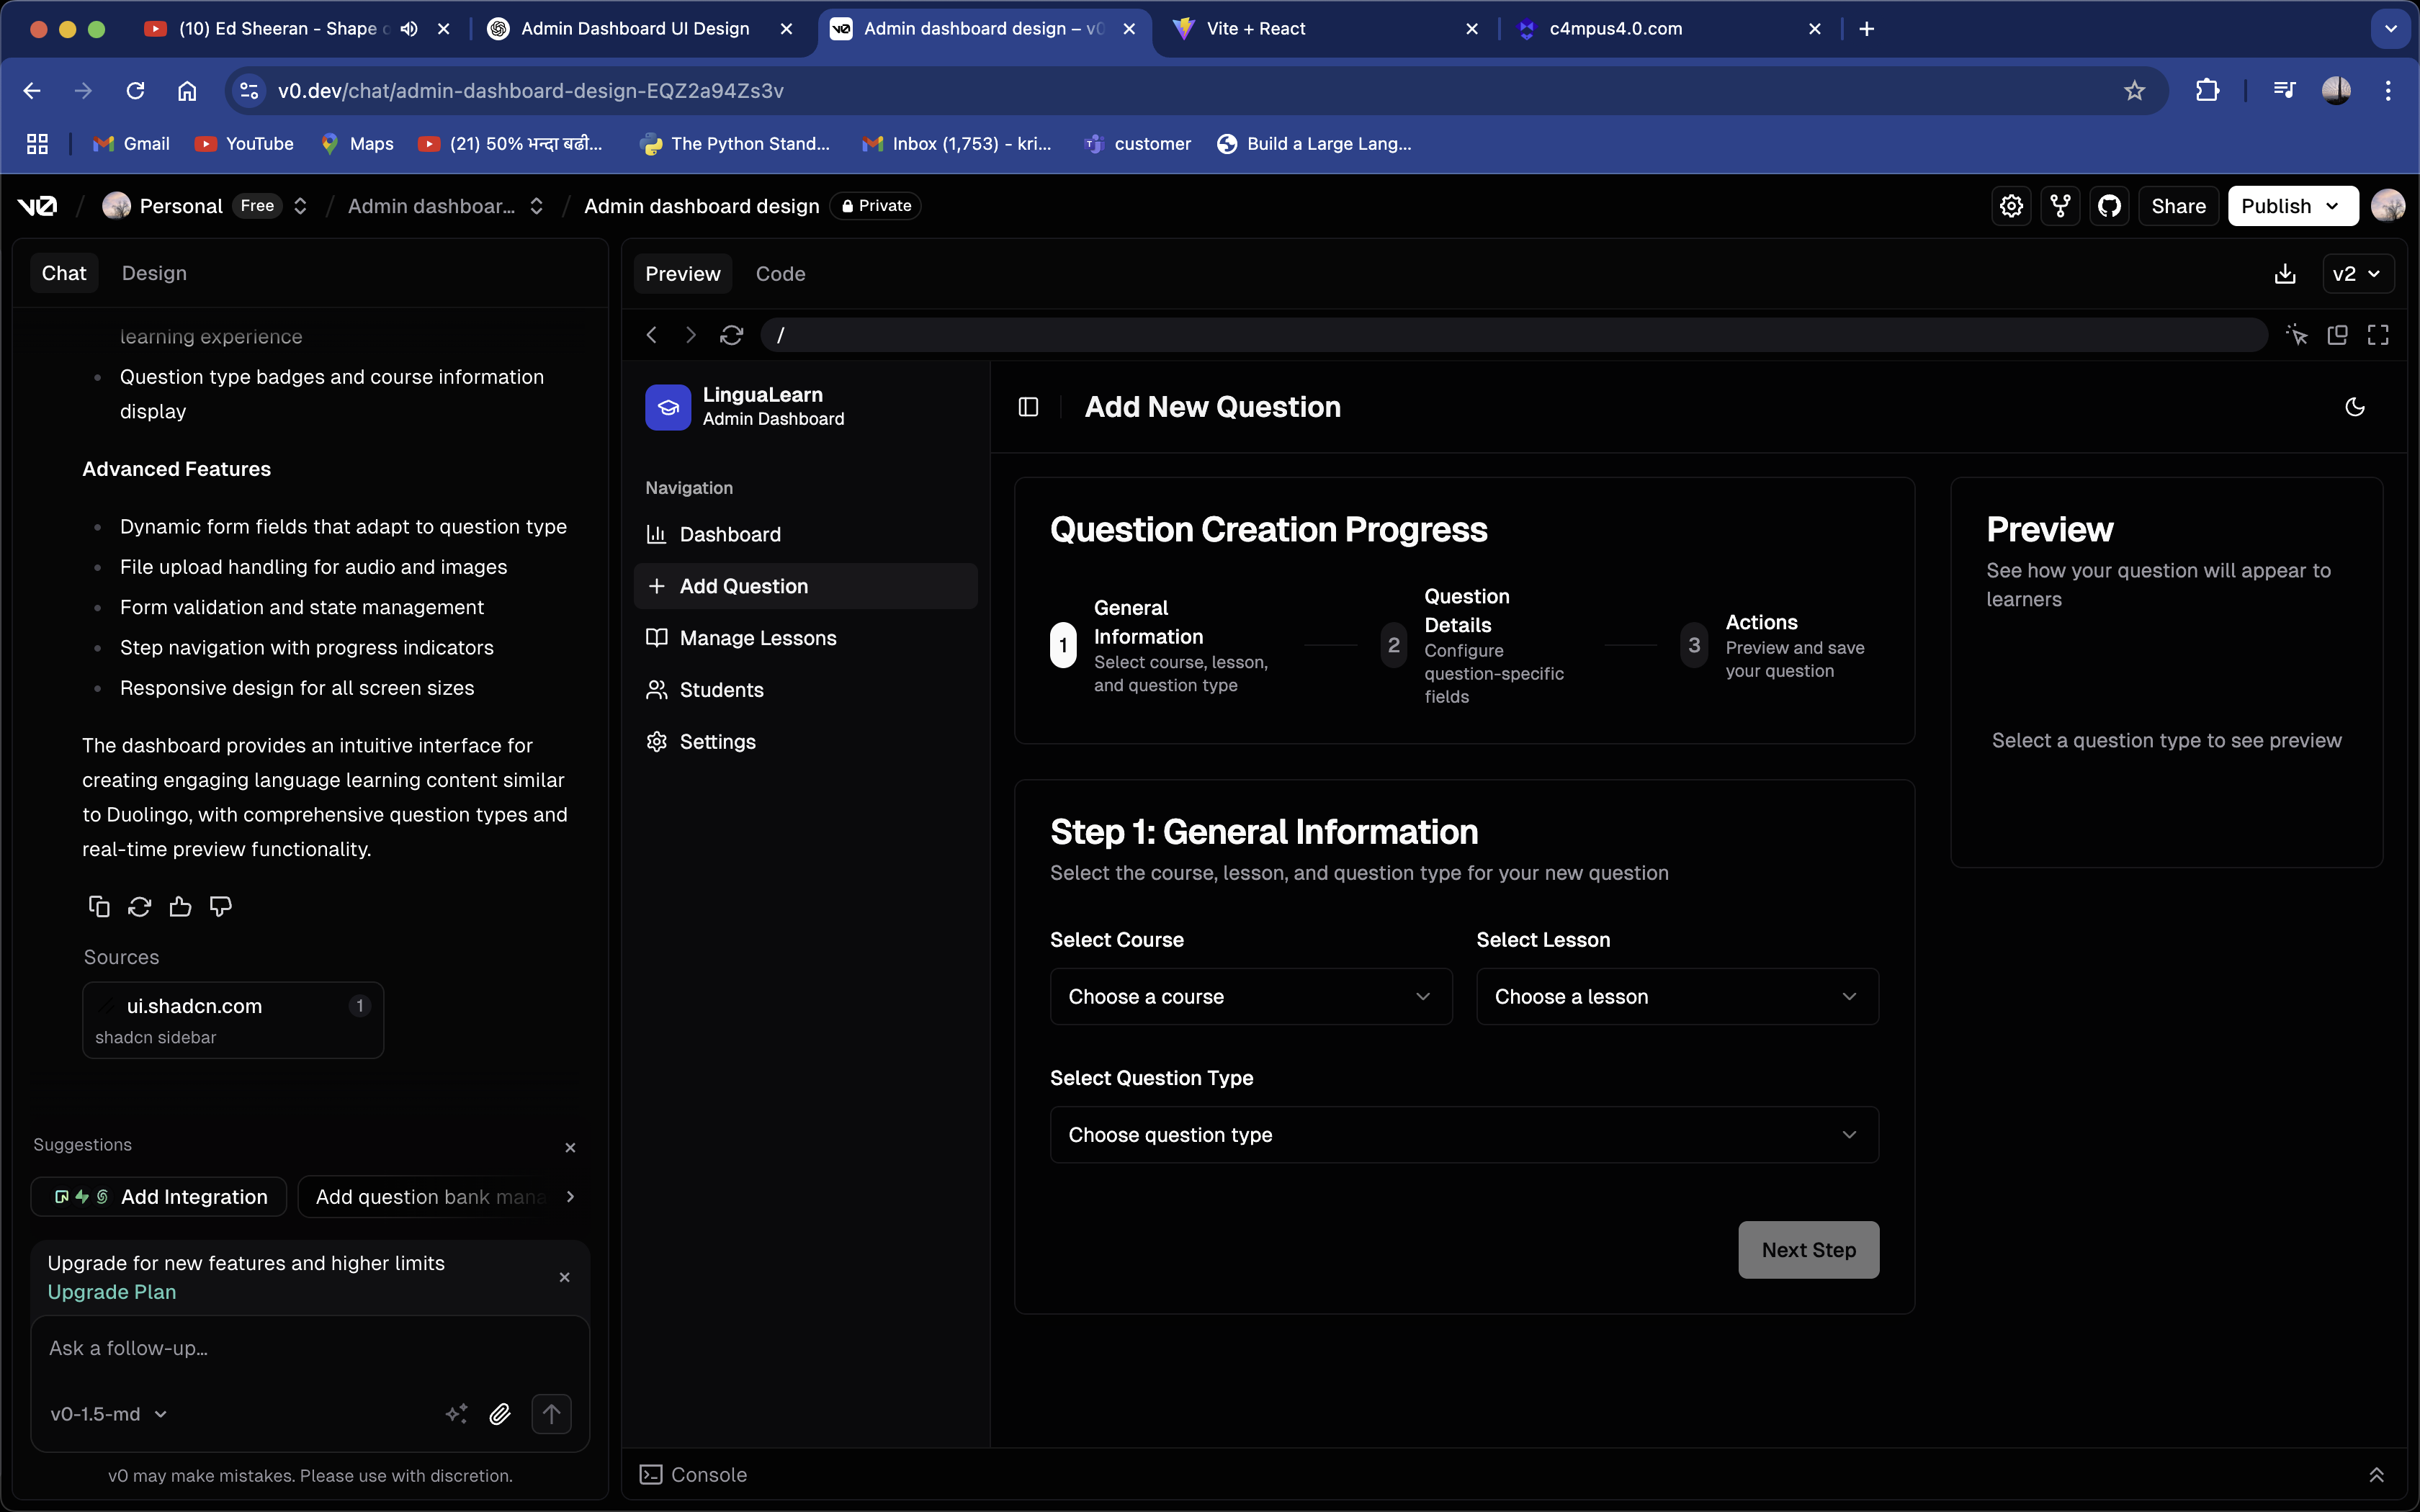 (10) Ed Sheeran - Shape
Admin Dashboard UI Design
Admin dashboard design – v0
Vite + React
c4mpus4.0.com
v0.dev/chat/admin-dashboard-design-EQZ2a94Zs3v
Gmail
YouTube
Maps
(21) 50% भन्दा बढी...
The Python Stand...
Inbox (1,753) - kri...
customer
Build a Large Lang...
v0
Personal
Free
Admin dashboar...
Admin dashboard design
Private
Share
Publish
Chat
Design
learning experience
Question type badges and course information
display
Advanced Features
Dynamic form fields that adapt to question type
File upload handling for audio and images
Form validation and state management
Step navigation with progress indicators
Responsive design for all screen sizes
The dashboard provides an intuitive interface for
creating engaging language learning content similar
to Duolingo, with comprehensive question types and
real-time preview functionality.
Sources
ui.shadcn.com
1
shadcn sidebar
Suggestions
Add Integration
Add question bank mana
Upgrade for new features and higher limits
Upgrade Plan
Ask a follow-up...
v0-1.5-md
v0 may make mistakes. Please use with discretion.
Preview
Code
v2
/
LinguaLearn
Admin Dashboard
Navigation
Dashboard
Add Question
Manage Lessons
Students
Settings
Add New Question
Question Creation Progress
1
General
Information
Select course, lesson,
and question type
2
Question
Details
Configure
question-specific
fields
3
Actions
Preview and save
your question
Preview
See how your question will appear to
learners
Select a question type to see preview
Step 1: General Information
Select the course, lesson, and question type for your new question
Select Course
Choose a course
Select Lesson
Choose a lesson
Select Question Type
Choose question type
Next Step
Console